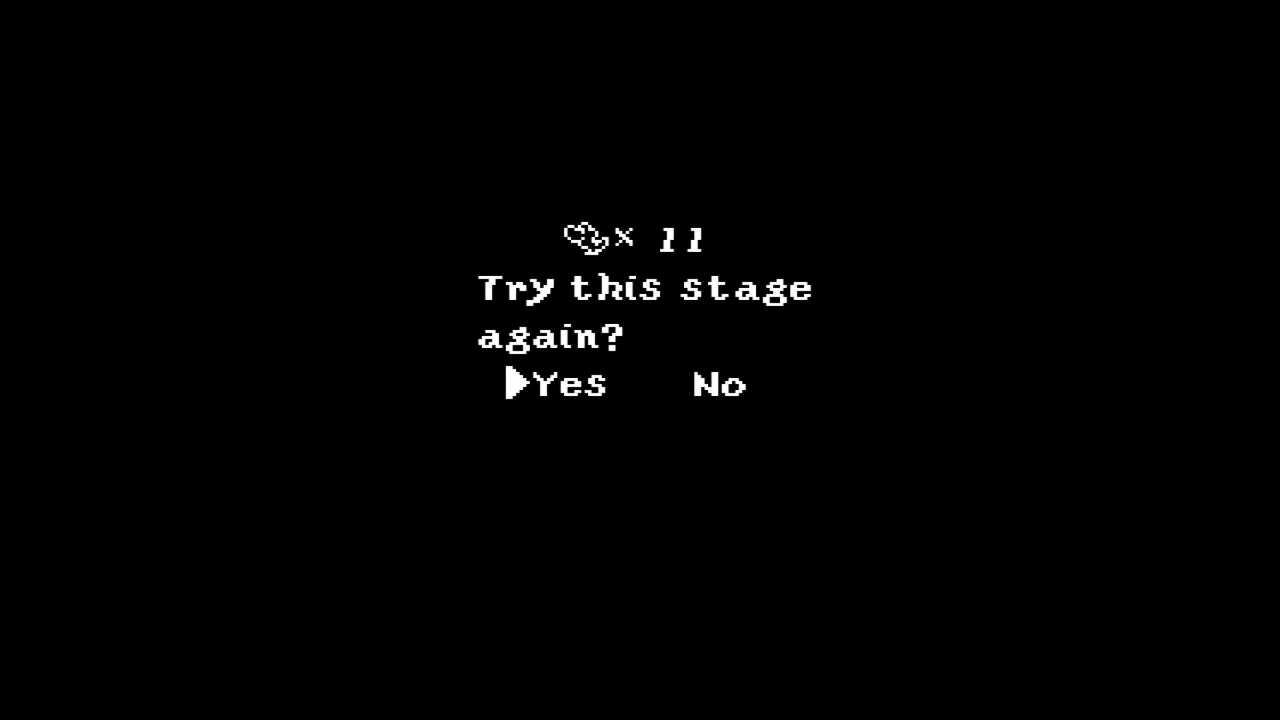 × 11
Try this stage
again?
Yes No